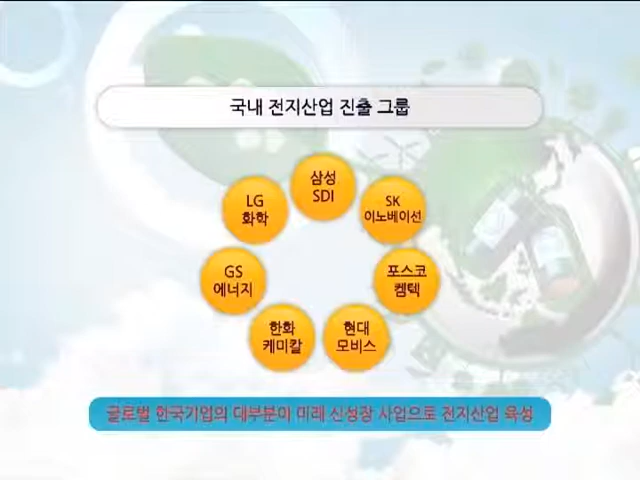 국내 전지산업 진출 그룹
삼성
SDI
SK
이노베이션
포스코
켐텍
현대
모비스
한화
케미칼
GS
에너지
LG
화학
글로벌 한국기업의 대부분이 미래 신성장 사업으로 전지산업 육성